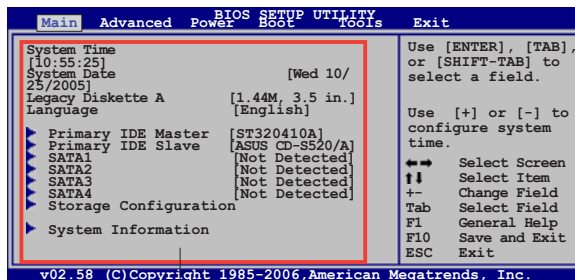 BIOS SETUP UTILITY
Main Advanced Power Boot Tools Exit
System Time
[10:55:25]
System Date [Wed 10/
25/2005]
Legacy Diskette A [1.44M, 3.5 in.]
Language [English]
Primary IDE Master [ST320410A]
Primary IDE Slave [ASUS CD-S520/A]
SATA1 [Not Detected]
SATA2 [Not Detected]
SATA3 [Not Detected]
SATA4 [Not Detected]
Storage Configuration
System Information
Use [ENTER], [TAB],
or [SHIFT-TAB] to
select a field.
Use [+] or [-] to
configure system
time.
Select Screen
Select Item
+- Change Field
Tab Select Field
F1 General Help
F10 Save and Exit
ESC Exit
v02.58 (C)Copyright 1985-2006,American Megatrends, Inc.